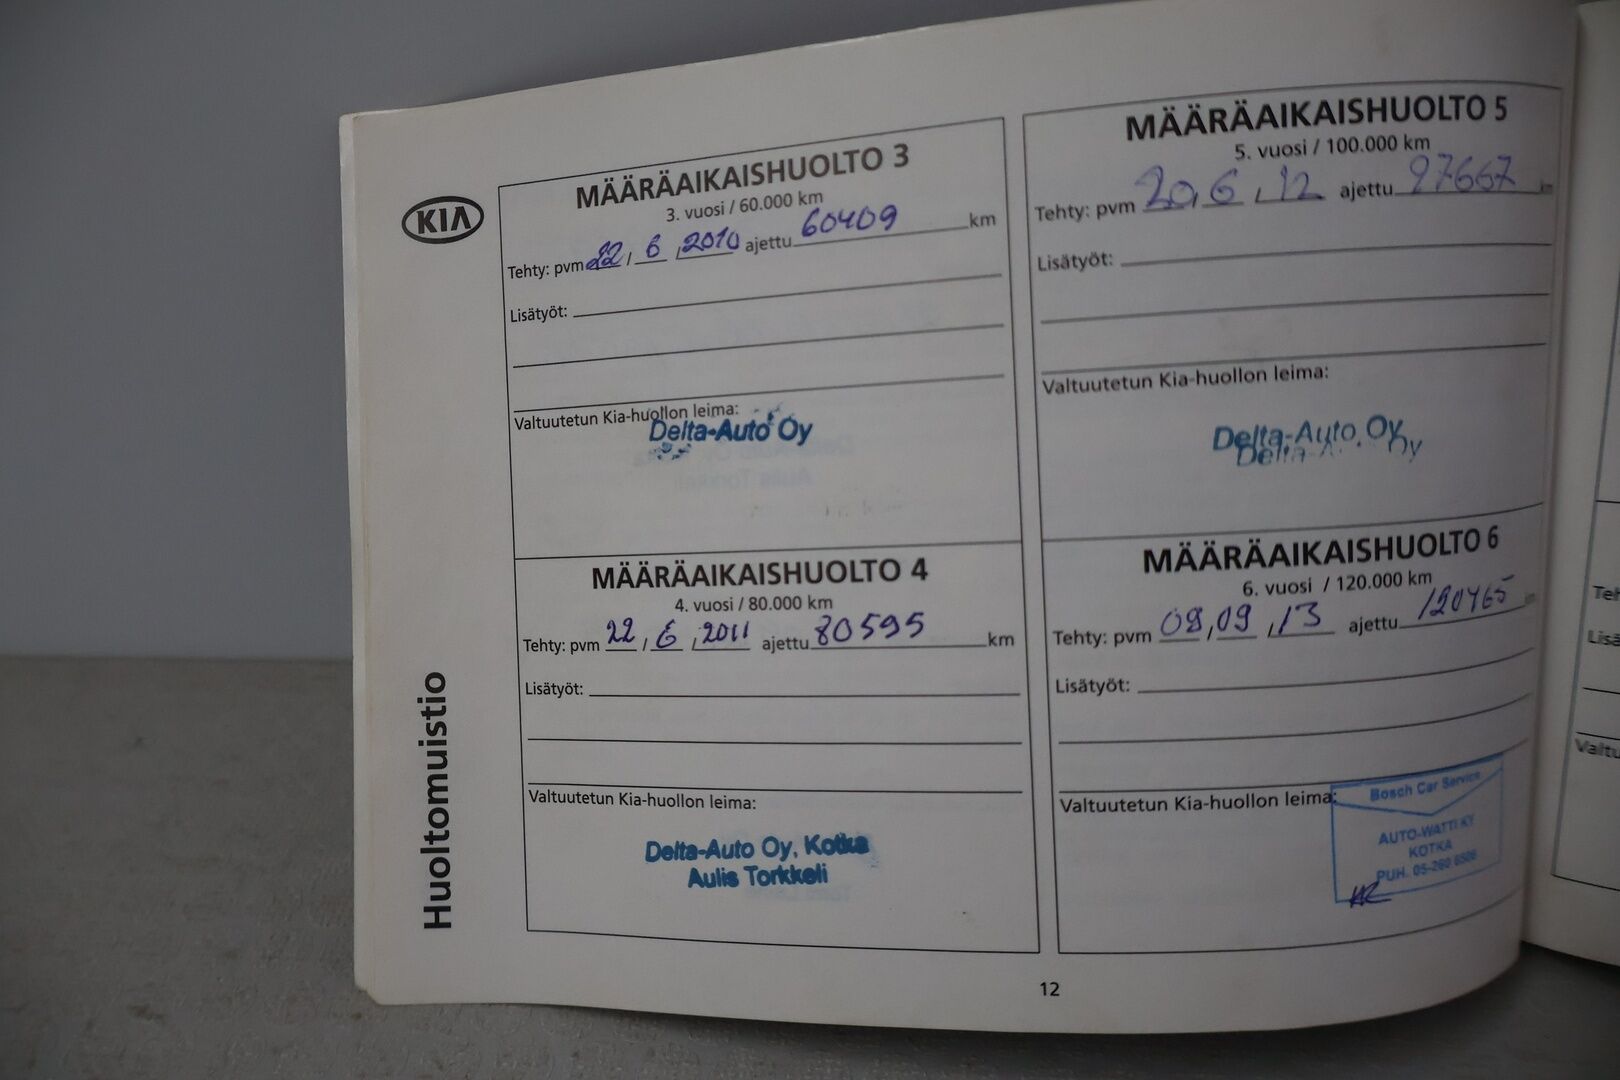 KIA
Huoltomuistio
MÄÄRÄAIKAISHUOLTO 3
3. vuosi / 60.000 km
Tehty: pvm 22 / 6 / 2010 ajettu 60409 km
Lisätyöt:
Valtuutetun Kia-huollon leima:
Delta-Auto Oy
MÄÄRÄAIKAISHUOLTO 4
4. vuosi / 80.000 km
Tehty: pvm 22 / 6 / 2011 ajettu 80595 km
Lisätyöt:
Valtuutetun Kia-huollon leima:
Delta-Auto Oy, Kotka
Aulis Torkkeli
MÄÄRÄAIKAISHUOLTO 5
5. vuosi / 100.000 km
Tehty: pvm 20, 6 , 12 ajettu 97667 km
Lisätyöt:
Valtuutetun Kia-huollon leima:
Delta-Auto Oy
MÄÄRÄAIKAISHUOLTO 6
6. vuosi / 120.000 km
Tehty: pvm 09 , 09 , 13 ajettu 120465 km
Lisätyöt:
Valtuutetun Kia-huollon leima:
Bosch Car Service
AUTO-WATTI KY
KOTKA
PUH. 05-260 6506
12